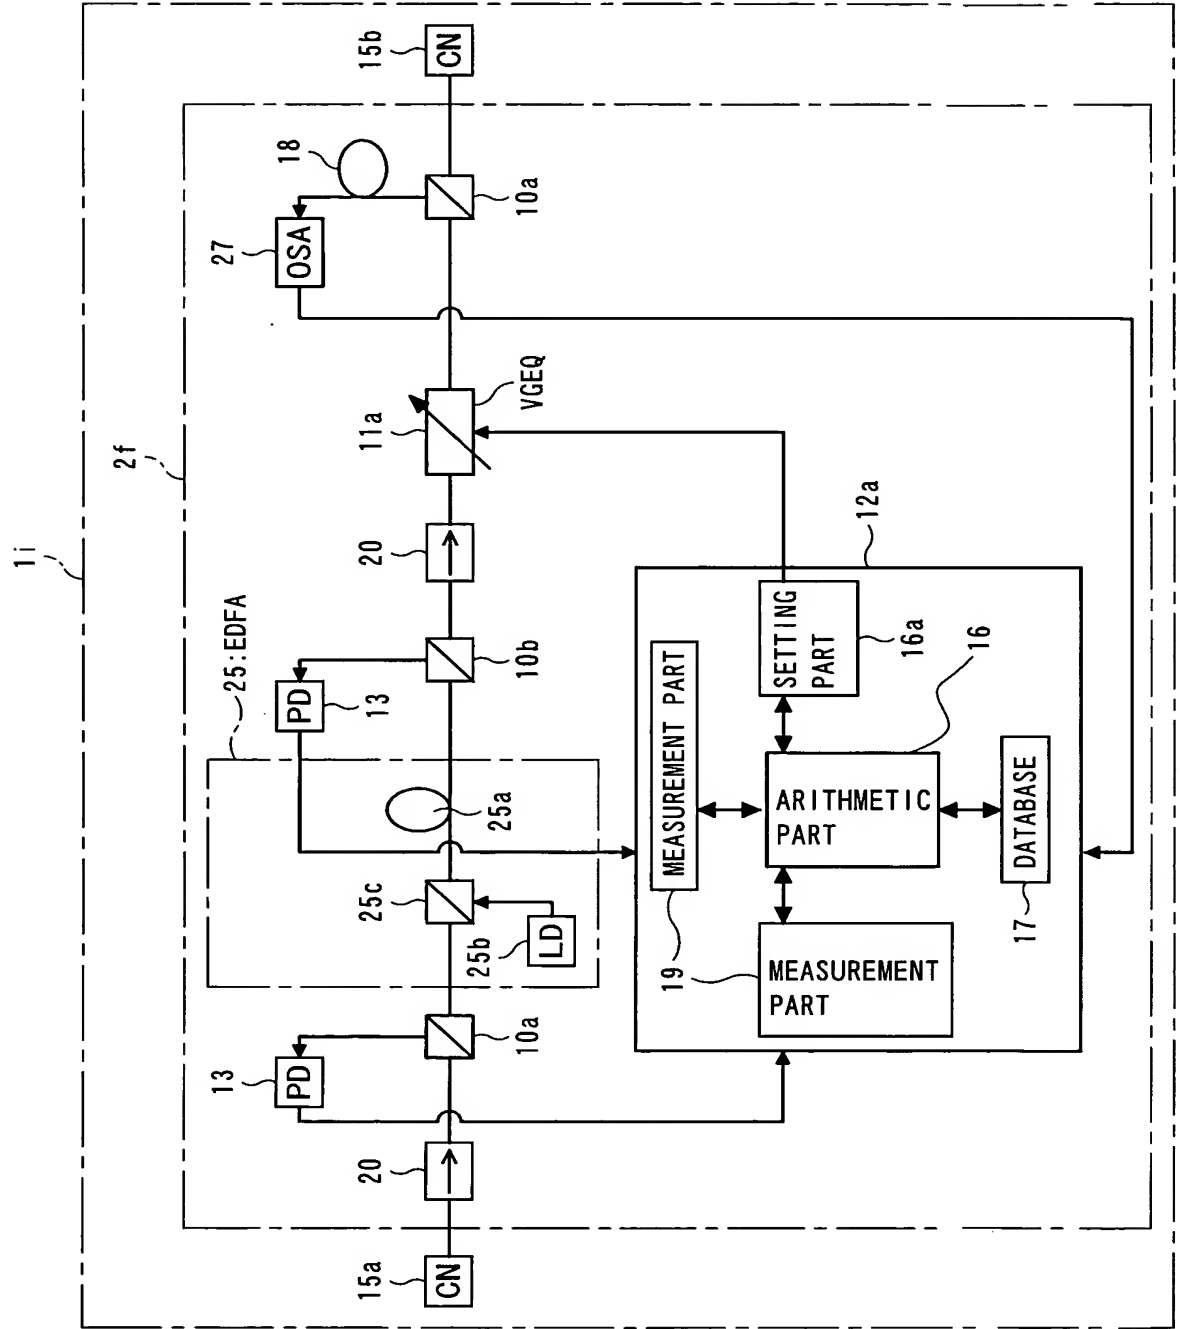 1i
2f
25:EDFA
27
OSA
18
13
PD
PD
13
15a
CN
20
10a
25c
25b
LD
25a
10b
20
11a
VGEQ
10a
15b
CN
12a
19
MEASUREMENT PART
SETTING
PART
16a
16
MEASUREMENT
PART
ARITHMETIC
PART
17
DATABASE